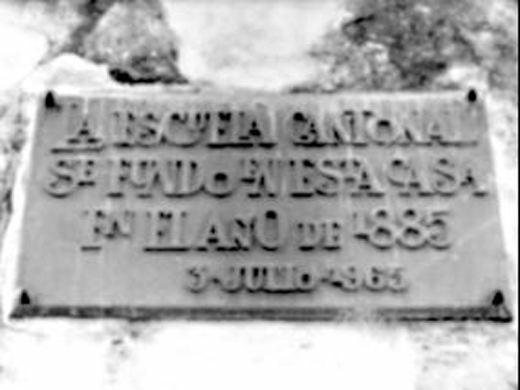 LA ESCUELA CANTONAL
SE FUNDO EN ESTA CASA
EN EL AÑO DE 1885
3-JULIO-1965